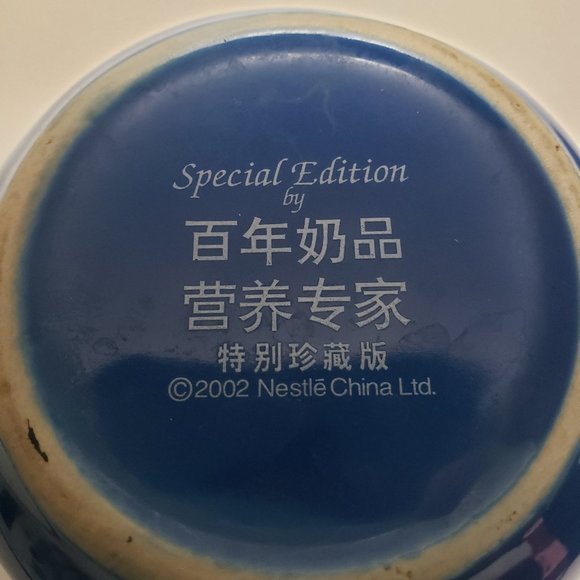 Special Edition
by
百年奶品
营养专家
特别珍藏版
©2002 Nestlē China Ltd.